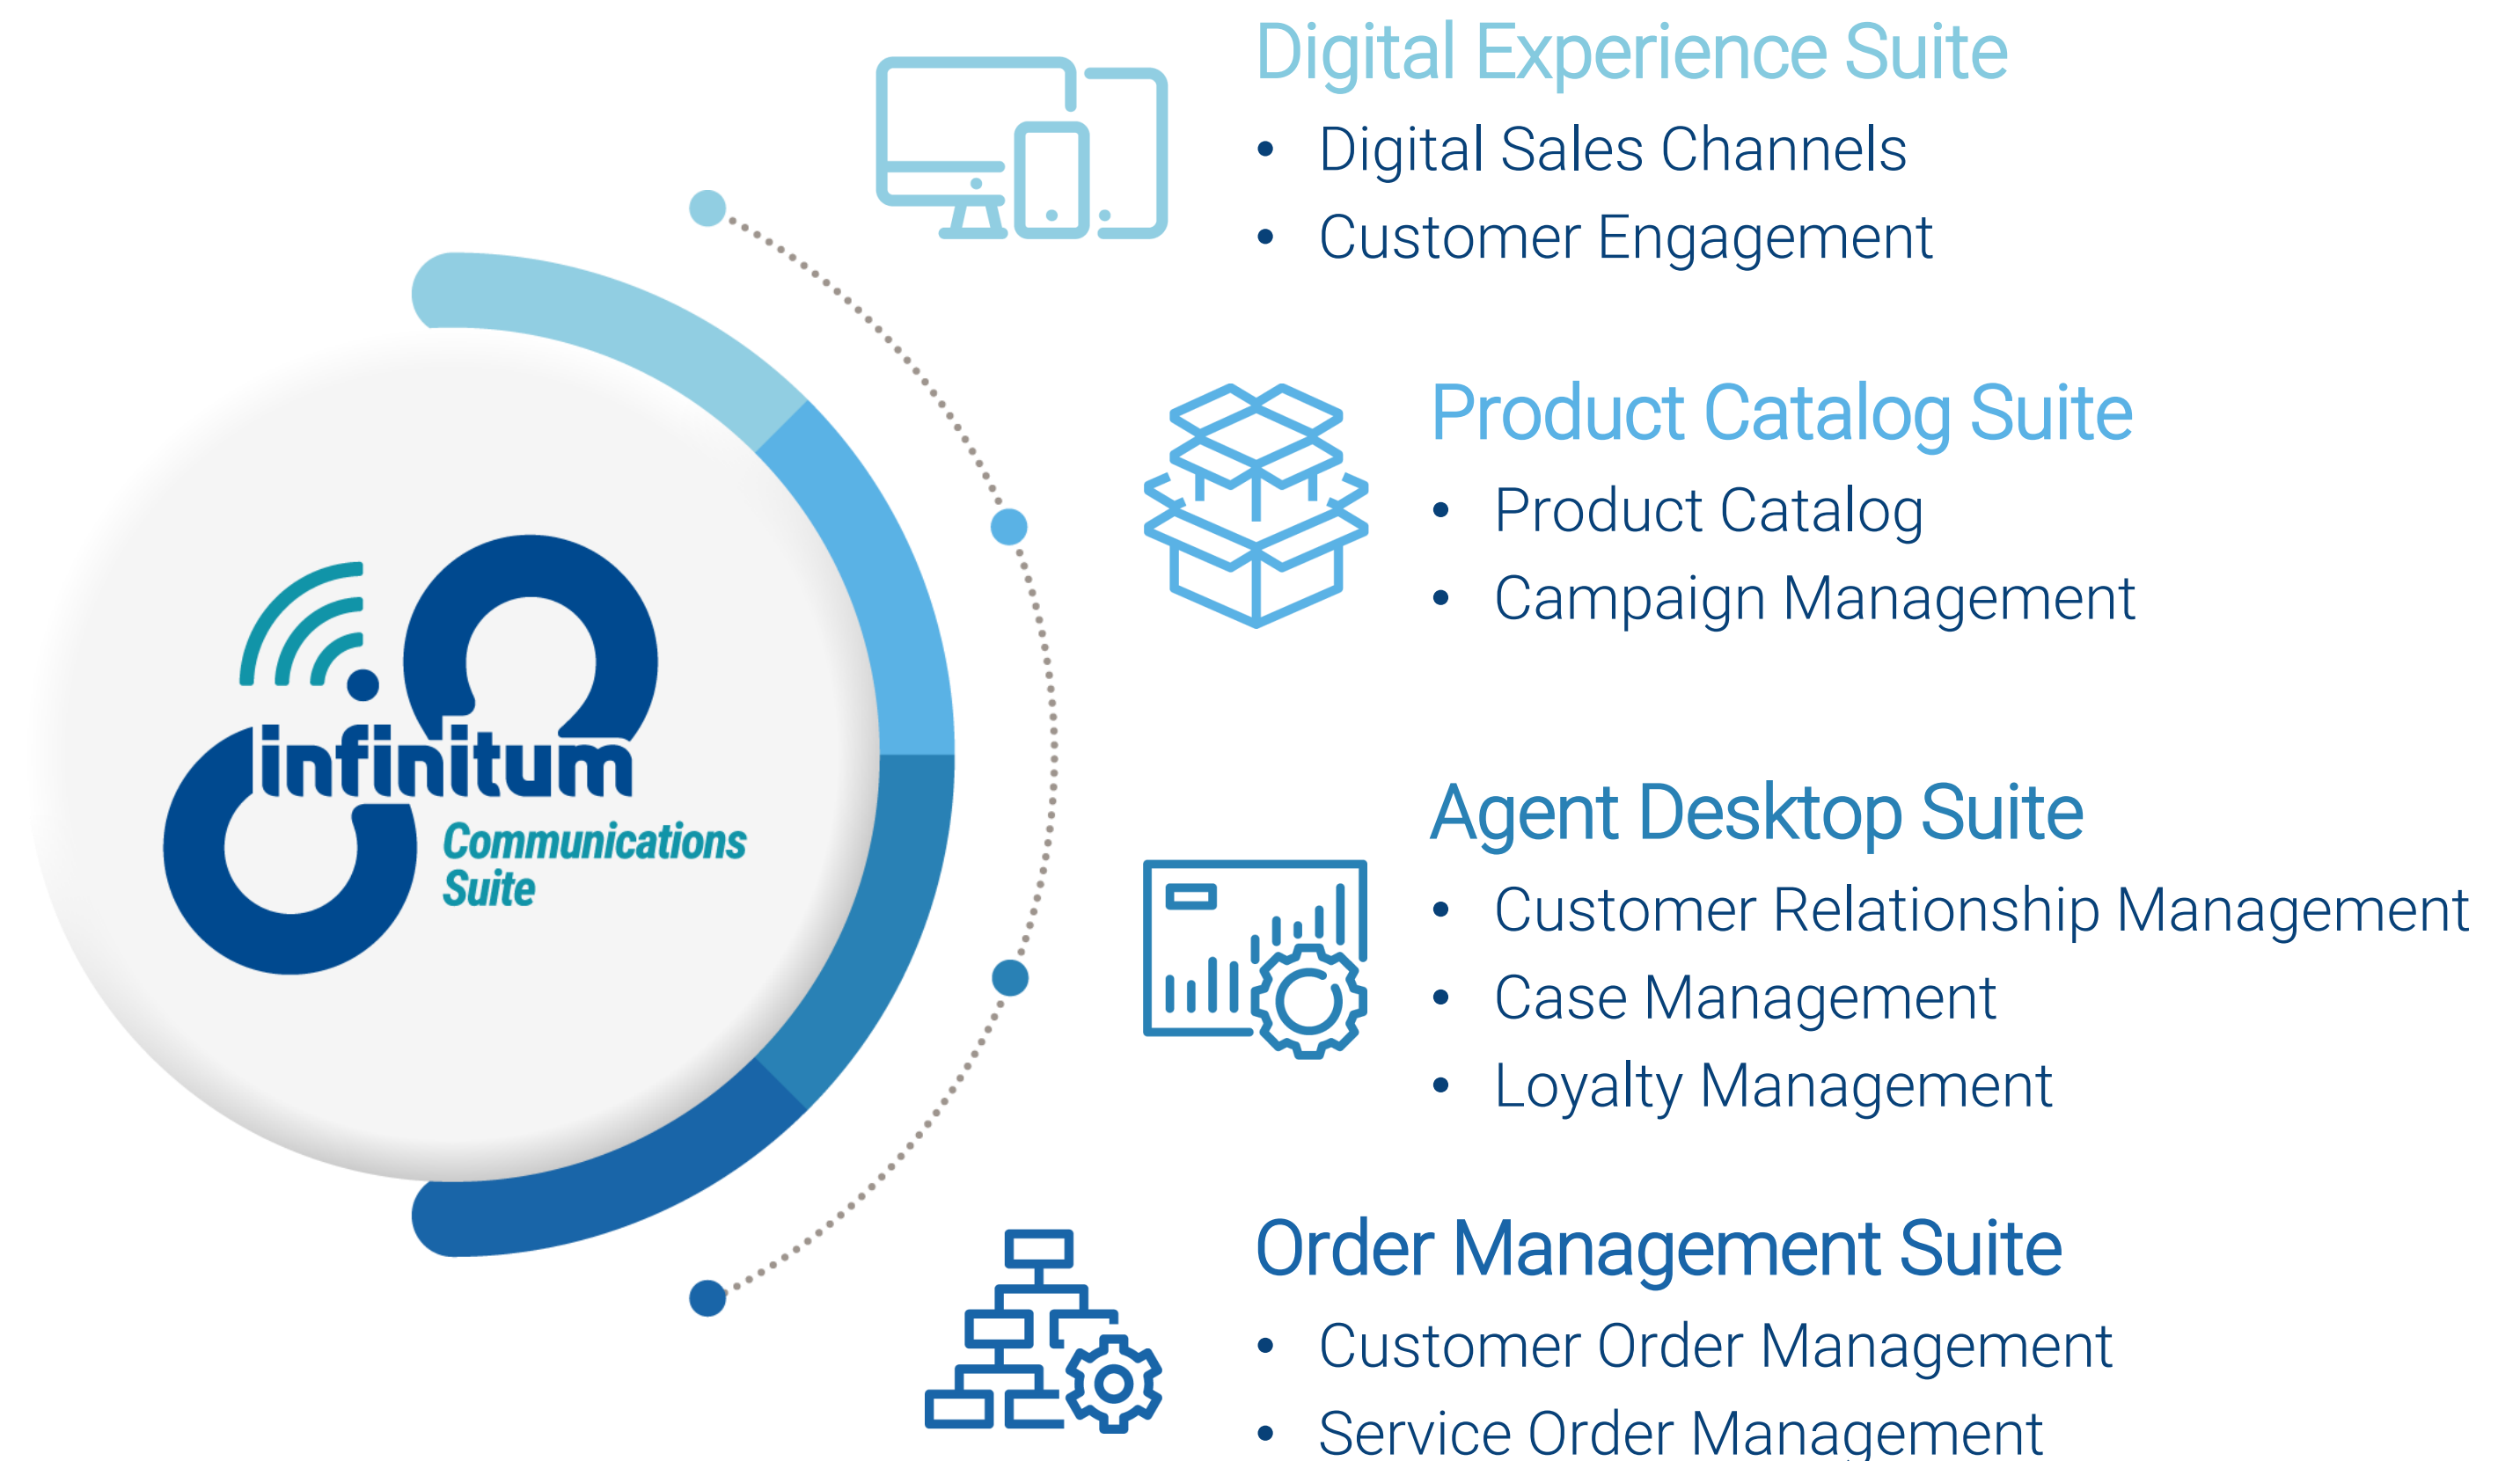 infinitum
Communications
Suite
Digital Experience Suite
• Digital Sales Channels
• Customer Engagement
Product Catalog Suite
• Product Catalog
• Campaign Management
Agent Desktop Suite
• Customer Relationship Management
• Case Management
• Loyalty Management
Order Management Suite
• Customer Order Management
• Service Order Management